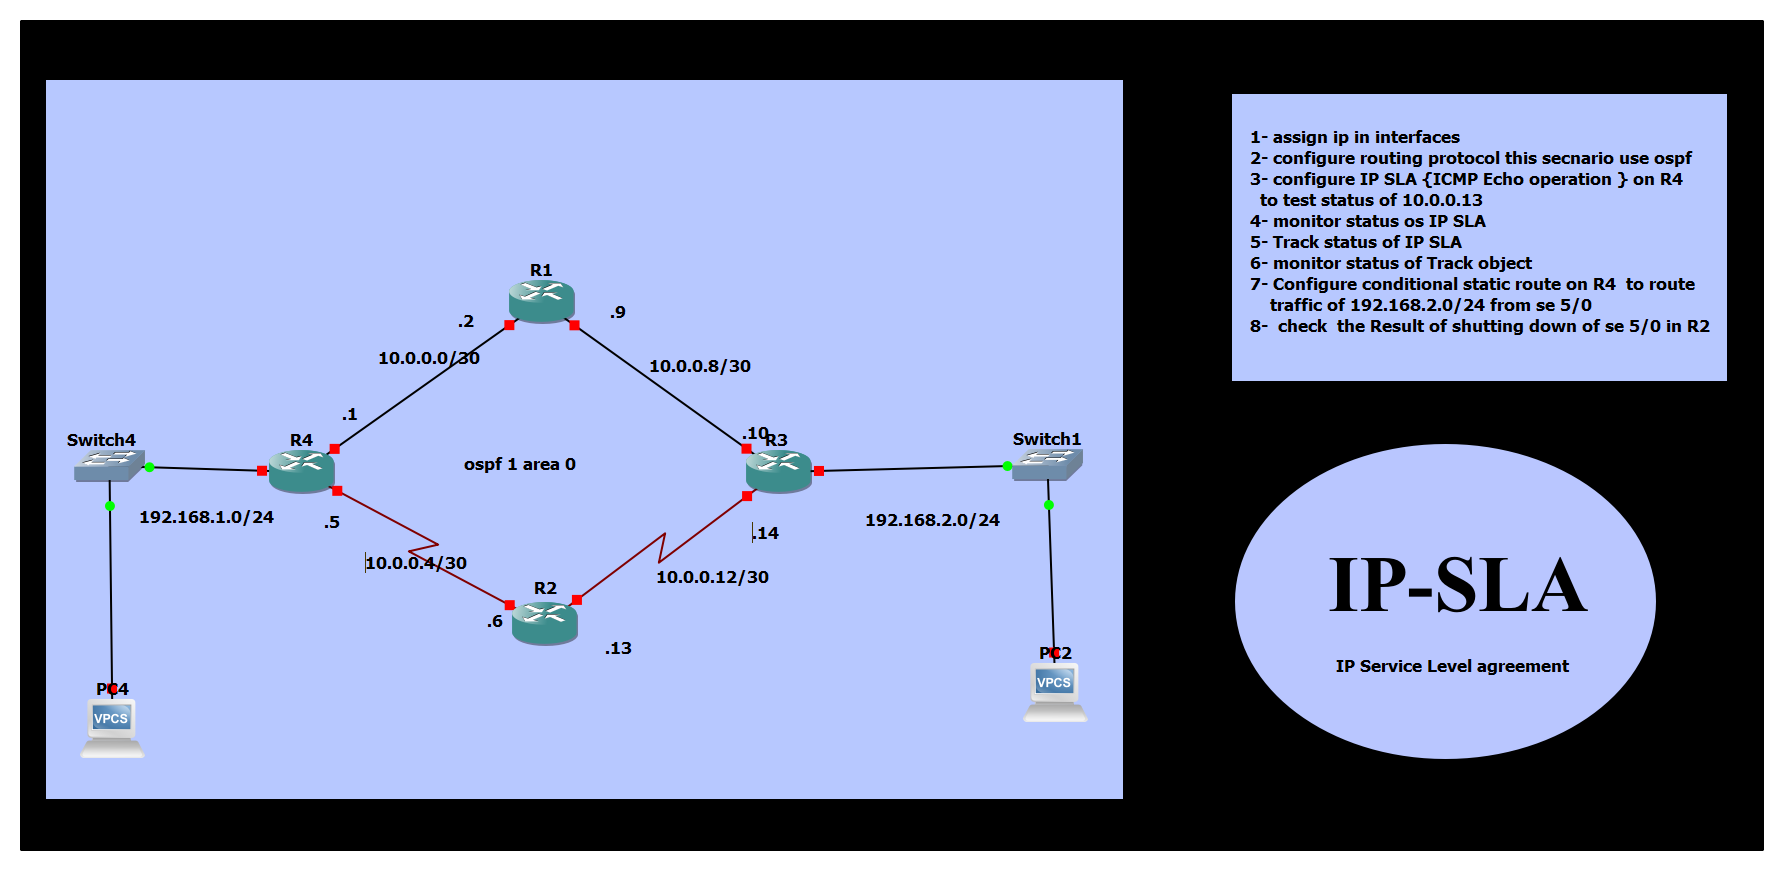 1- assign ip in interfaces
2- configure routing protocol this secnario use ospf
3- configure IP SLA {ICMP Echo operation } on R4
to test status of 10.0.0.13
4- monitor status os IP SLA
5- Track status of IP SLA
6- monitor status of Track object
7- Configure conditional static route on R4 to route
traffic of 192.168.2.0/24 from se 5/0
8- check the Result of shutting down of se 5/0 in R2
R1
.2
.9
10.0.0.0/30
10.0.0.8/30
.1
.10
Switch4
R4
R3
Switch1
ospf 1 area 0
192.168.1.0/24
.5
192.168.2.0/24
.14
10.0.0.4/30
10.0.0.12/30
R2
.6
.13
PC4
VPCS
PC2
VPCS
IP-SLA
IP Service Level agreement